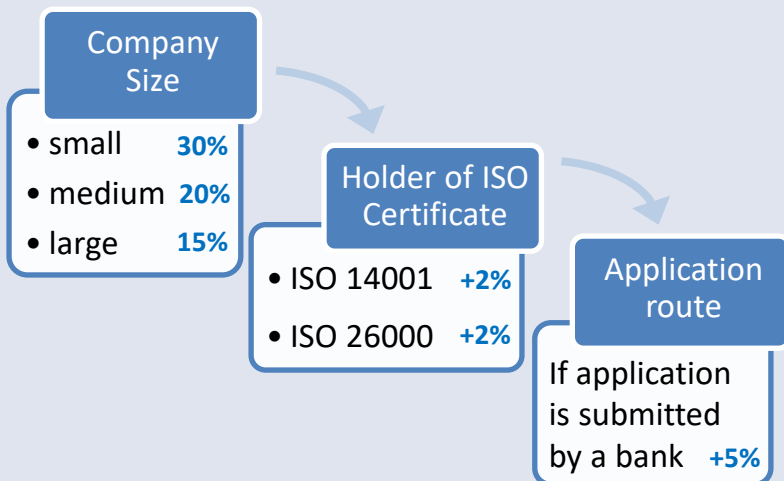 Company
Size
• small 30%
• medium 20%
• large 15%
Holder of ISO
Certificate
• ISO 14001 +2%
• ISO 26000 +2%
Application
route
If application
is submitted
by a bank +5%